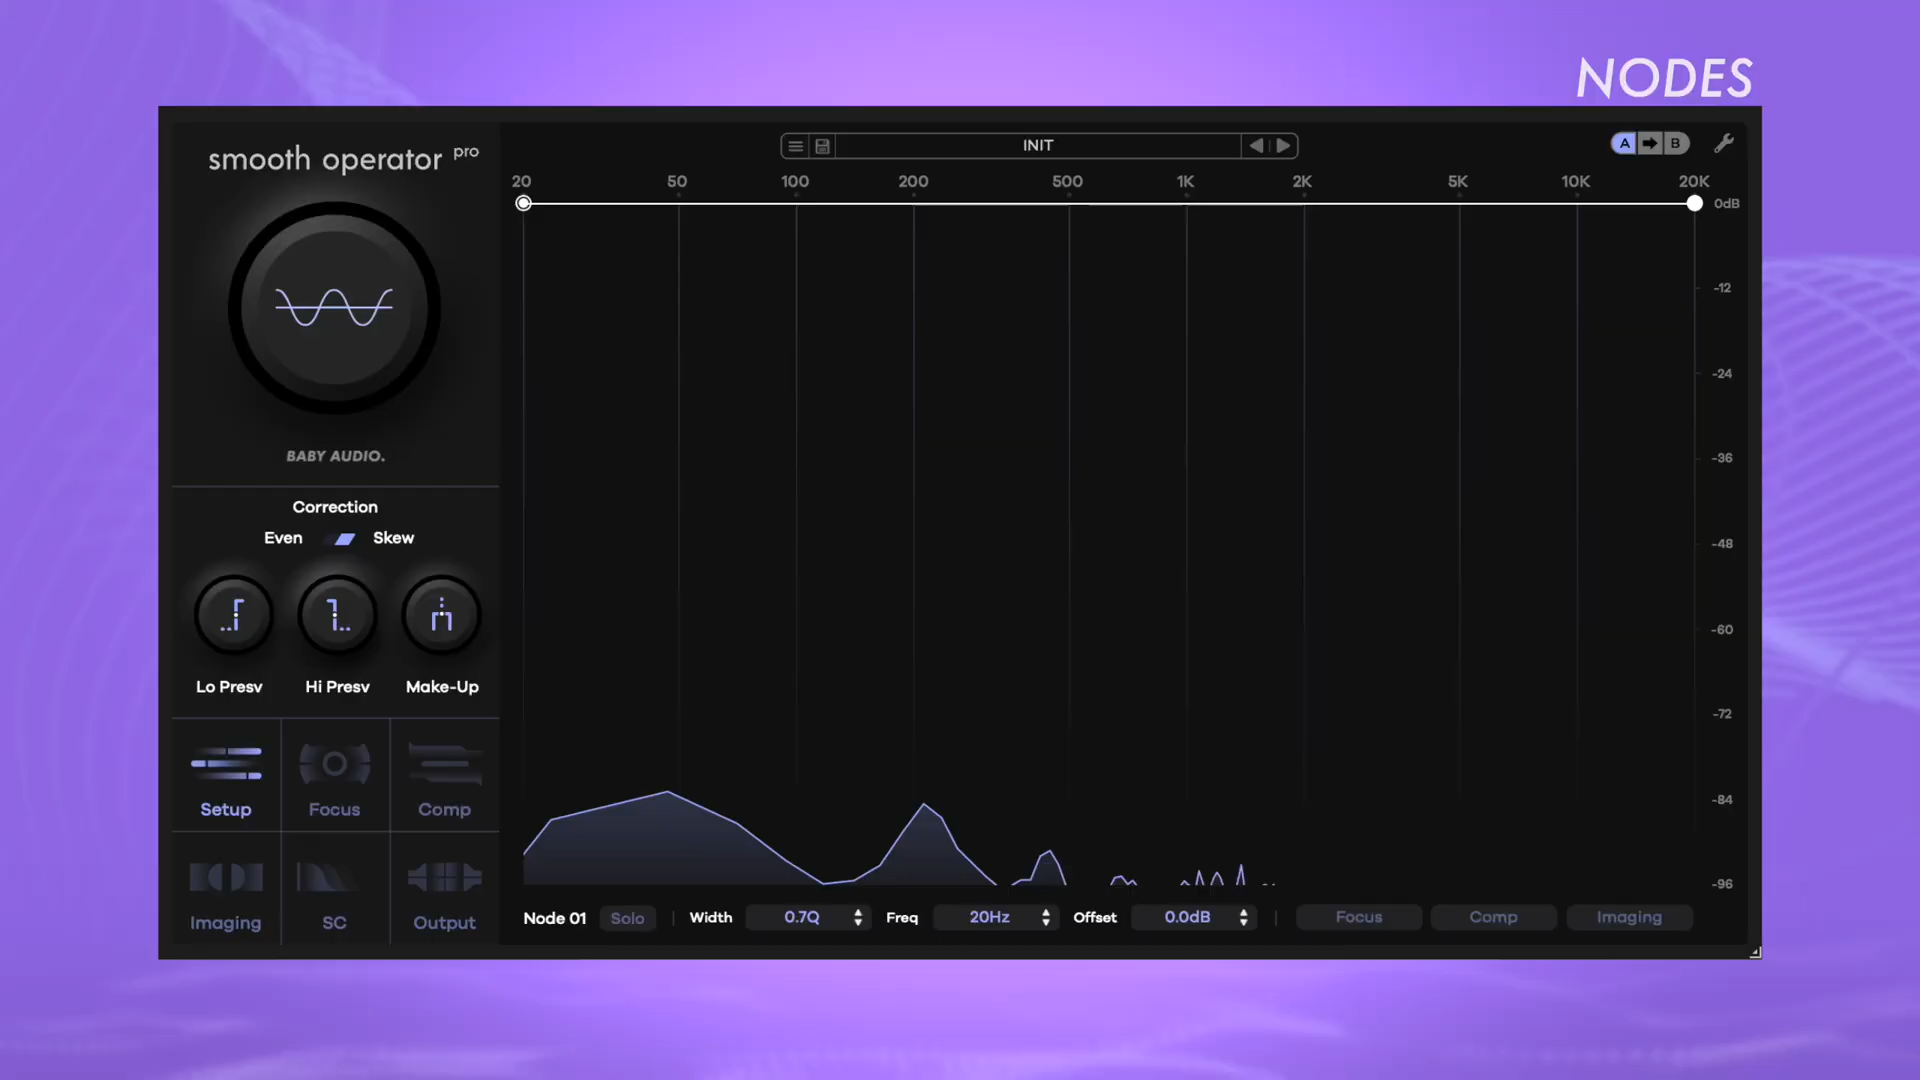 NODES
smooth operator pro
INIT
A B
20 50 100 200 500 1K 2K 5K 10K 20K
0dB
-12
-24
-36
-48
-60
-72
-84
-96
BABY AUDIO.
Correction
Even Skew
Lo Presv Hi Presv Make-Up
Setup Focus Comp
Imaging SC Output
Node 01 Solo Width 0.7Q Freq 20Hz Offset 0.0dB Focus Comp Imaging